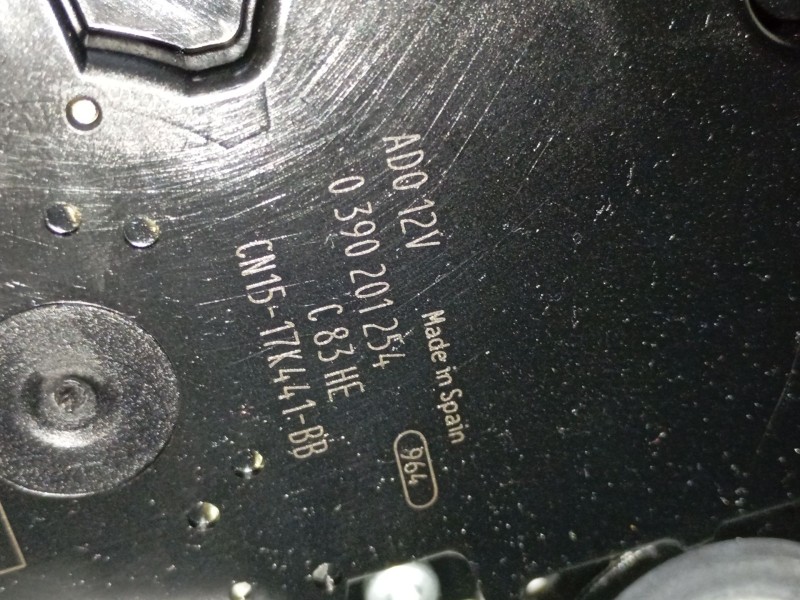 ADO 12V
0 390 201 254
C 83 HE
CN15-17K441-BB
Made in Spain
964